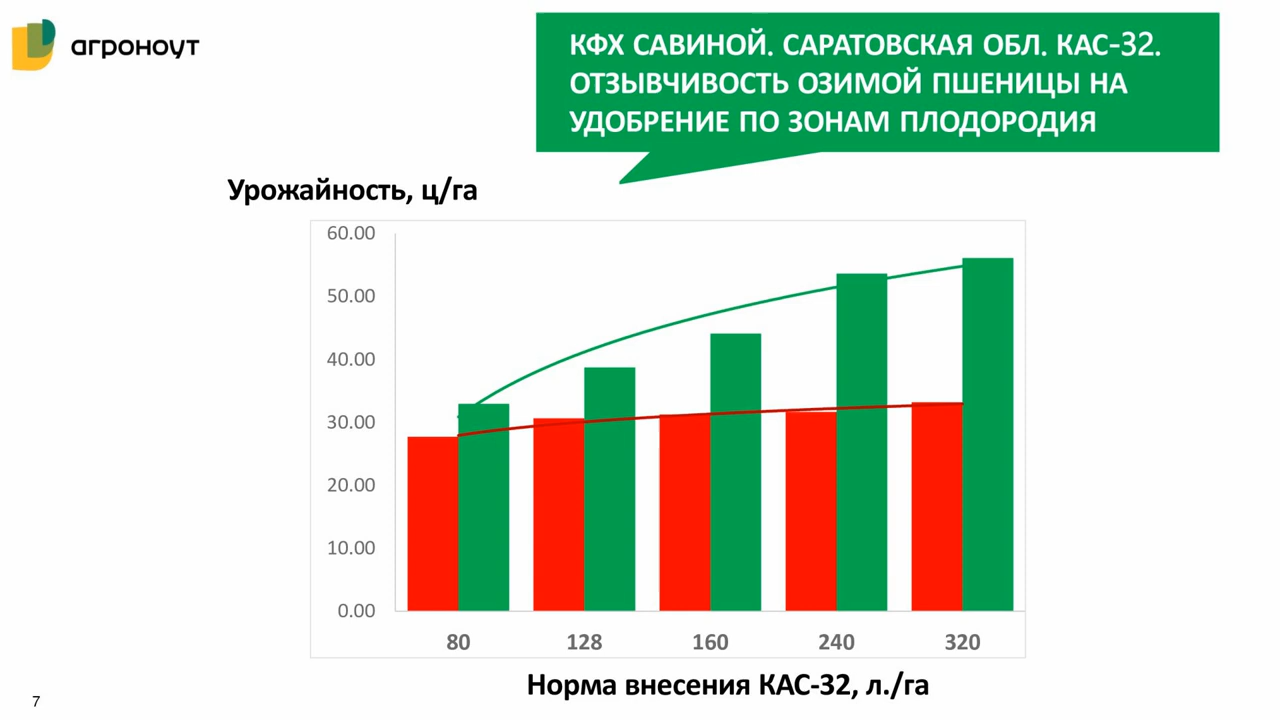 агроноут
КФХ САВИНОЙ. САРАТОВСКАЯ ОБЛ. КАС-32.
ОТЗЫВЧИВОСТЬ ОЗИМОЙ ПШЕНИЦЫ НА
УДОБРЕНИЕ ПО ЗОНАМ ПЛОДОРОДИЯ
Урожайность, ц/га
60.00
50.00
40.00
30.00
20.00
10.00
0.00
80 128 160 240 320
Норма внесения КАС-32, л./га
7